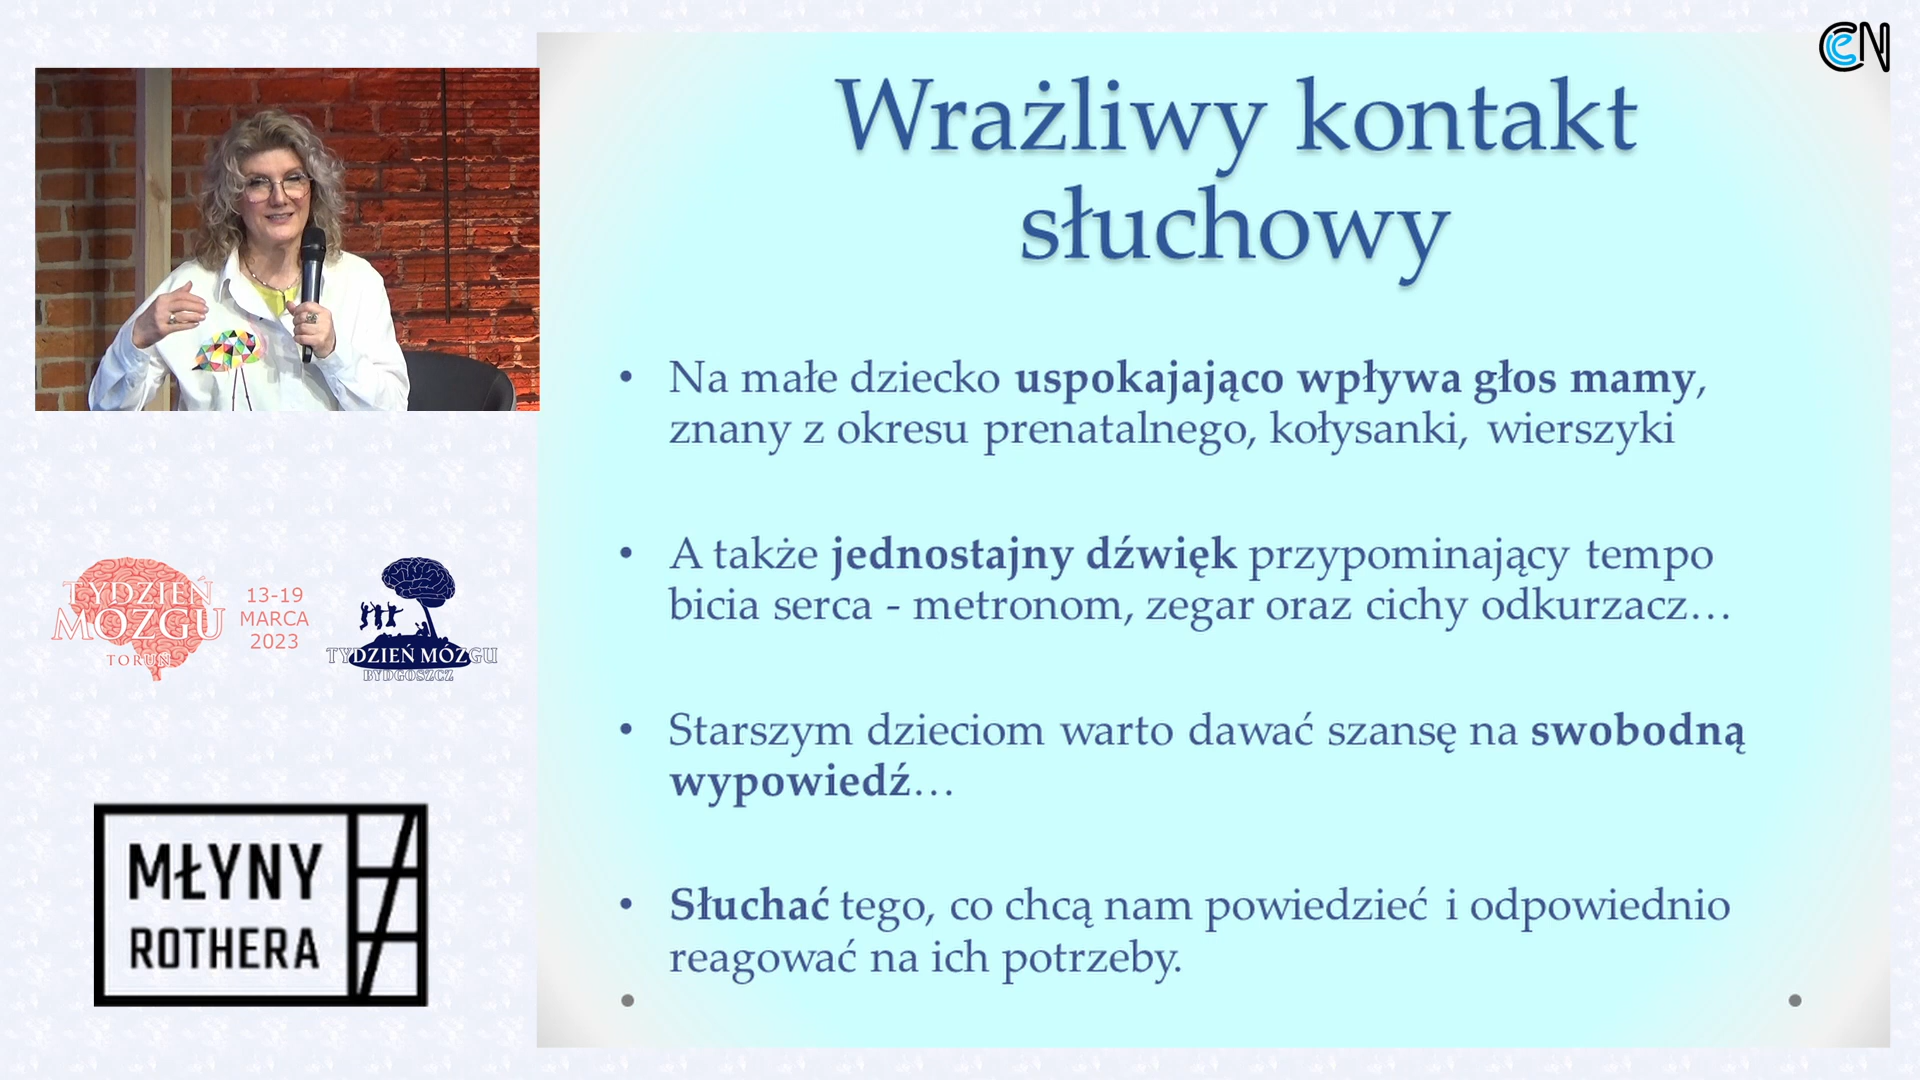 CEN
Wrażliwy kontakt
słuchowy
• Na małe dziecko uspokajająco wpływa głos mamy,
znany z okresu prenatalnego, kołysanki, wierszyki
• A także jednostajny dźwięk przypominający tempo
bicia serca - metronom, zegar oraz cichy odkurzacz…
• Starszym dzieciom warto dawać szansę na swobodną
wypowiedź…
• Słuchać tego, co chcą nam powiedzieć i odpowiednio
reagować na ich potrzeby.
TYDZIEŃ
MÓZGU
TORUŃ
13-19
MARCA
2023
TYDZIEŃ MÓZGU
BYDGOSZCZ
MŁYNY
ROTHERA